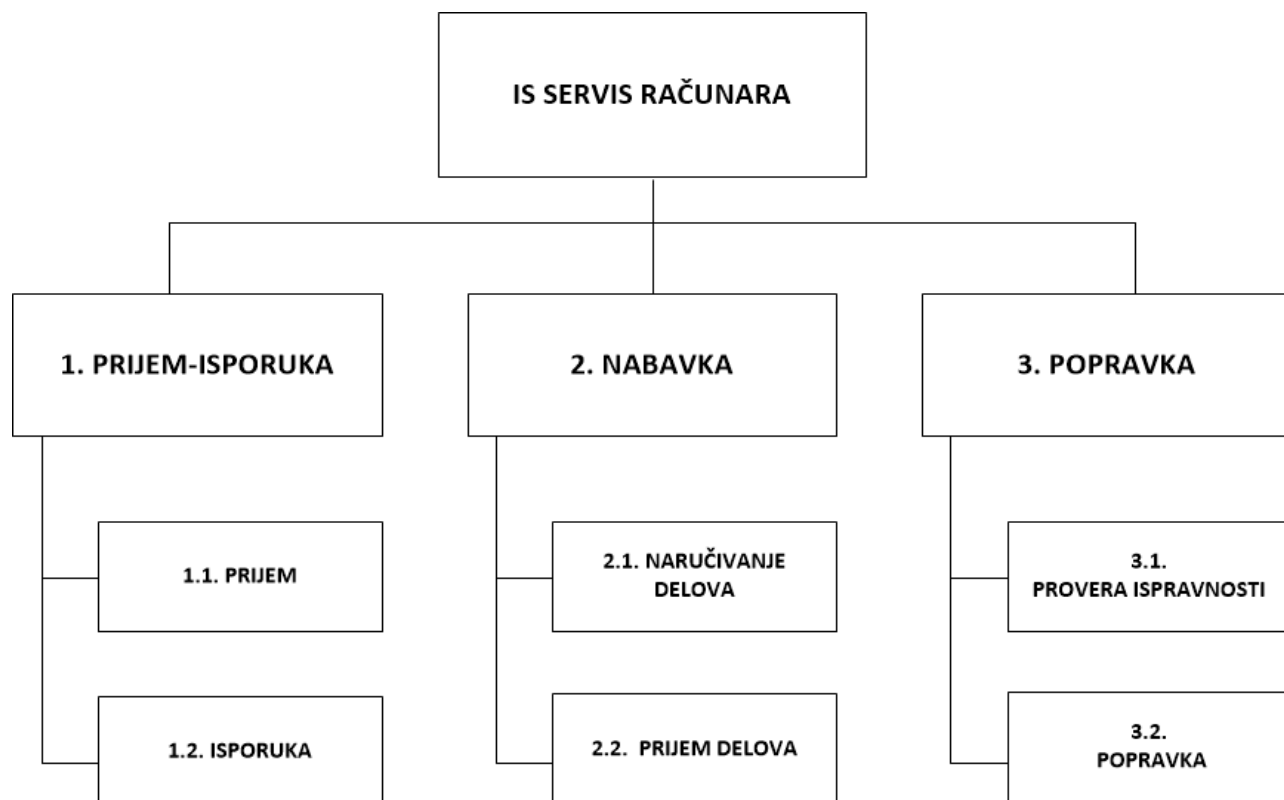 IS SERVIS RAČUNARA
1. PRIJEM-ISPORUKA
2. NABAVKA
3. POPRAVKA
1.1. PRIJEM
2.1. NARUČIVANJE
DELOVA
3.1.
PROVERA ISPRAVNOSTI
1.2. ISPORUKA
2.2. PRIJEM DELOVA
3.2.
POPRAVKA